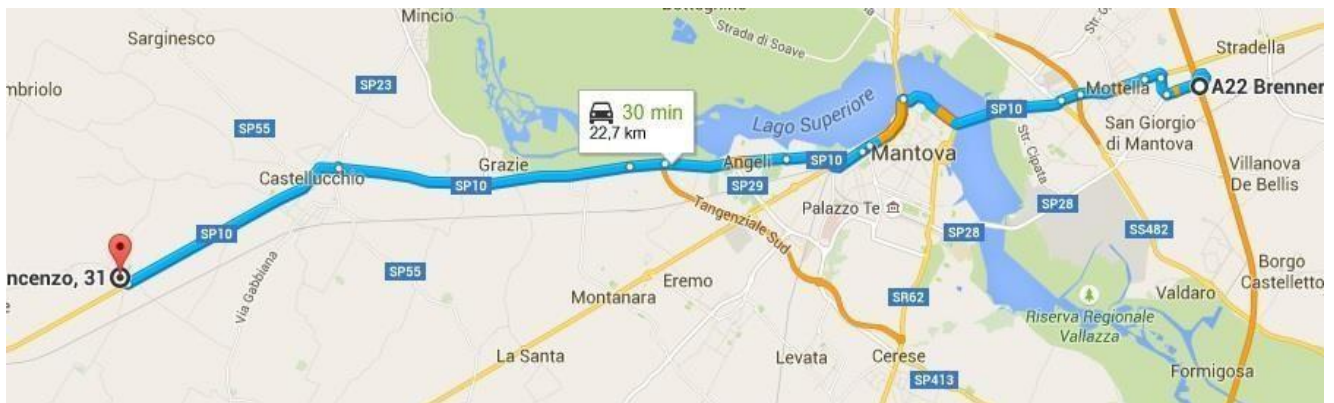 Mincio
Sarginesco
Strada di Soave
Str. G
Stradella
mbriolo
SP23
30 min
22,7 km
Lago Superiore
Mottella
A22 Brenner
SP10
SP55
San Giorgio
di Mantova
Grazie
Angeli
SP10
Mantova
Str. Cipata
Castellucchio
SP10
SP29
Villanova
De Bellis
Palazzo Te
SP28
Tangenziale Sud
SP10
SP28
SS482
ncenzo, 31
SP55
Eremo
Borgo
Castelletto
Via Gabbiana
Montanara
SR62
Valdaro
Riserva Regionale
Vallazza
La Santa
Levata
Cerese
Formigosa
SP413